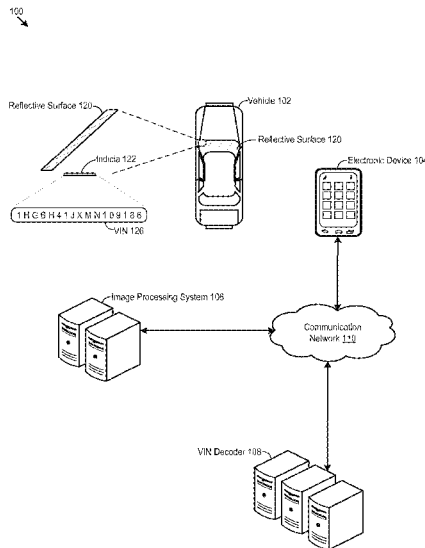 100
Vehicle 102
Reflective Surface 120
Reflective Surface 120
Indicia 122
Electronic Device 104
1HG6H41JXMN109186
VIN 126
Image Processing System 106
Communication
Network 110
VIN Decoder 108